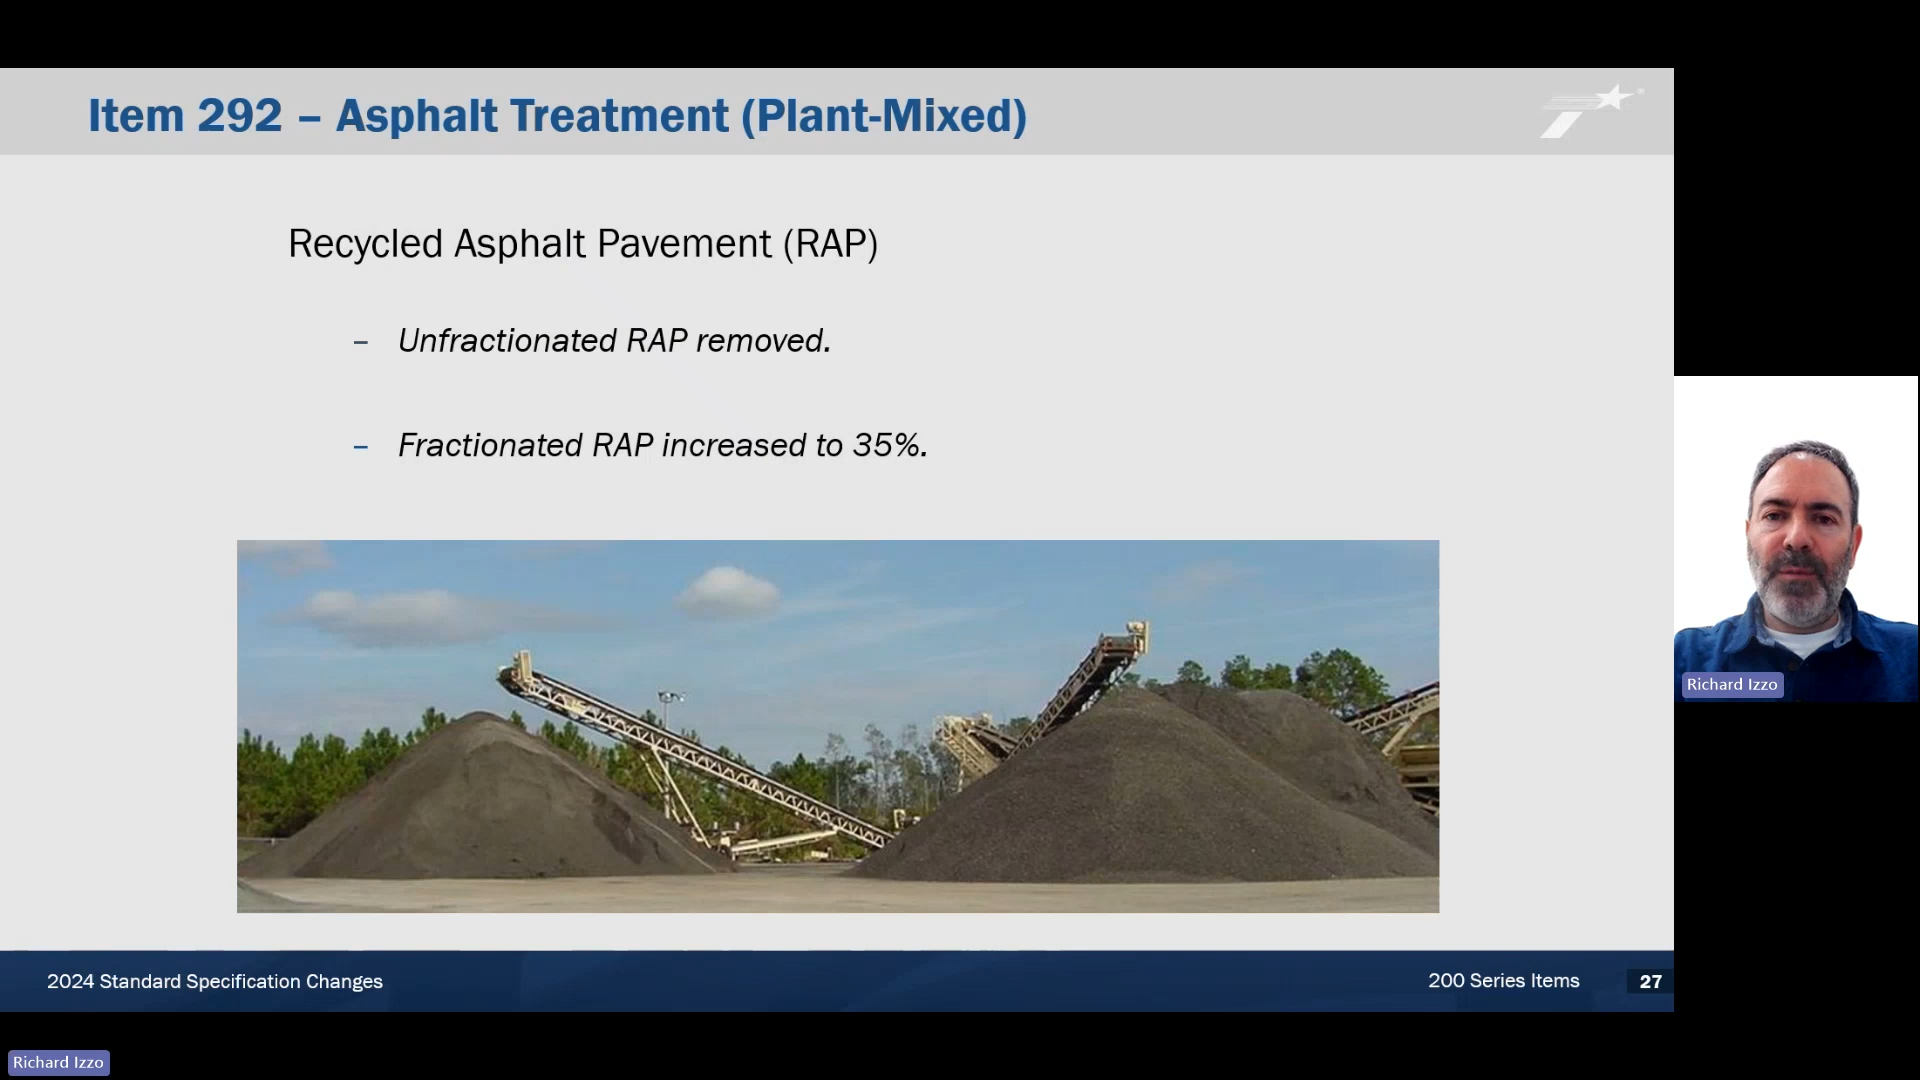 Item 292 – Asphalt Treatment (Plant-Mixed)
Recycled Asphalt Pavement (RAP)
– Unfractionated RAP removed.
– Fractionated RAP increased to 35%.
Richard Izzo
2024 Standard Specification Changes
200 Series Items
27
Richard Izzo